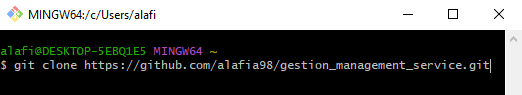 MINGW64:/c/Users/alafi
alafi@DESKTOP-5EBQ1E5 MINGW64 ~
$ git clone https://github.com/alafia98/gestion_management_service.git